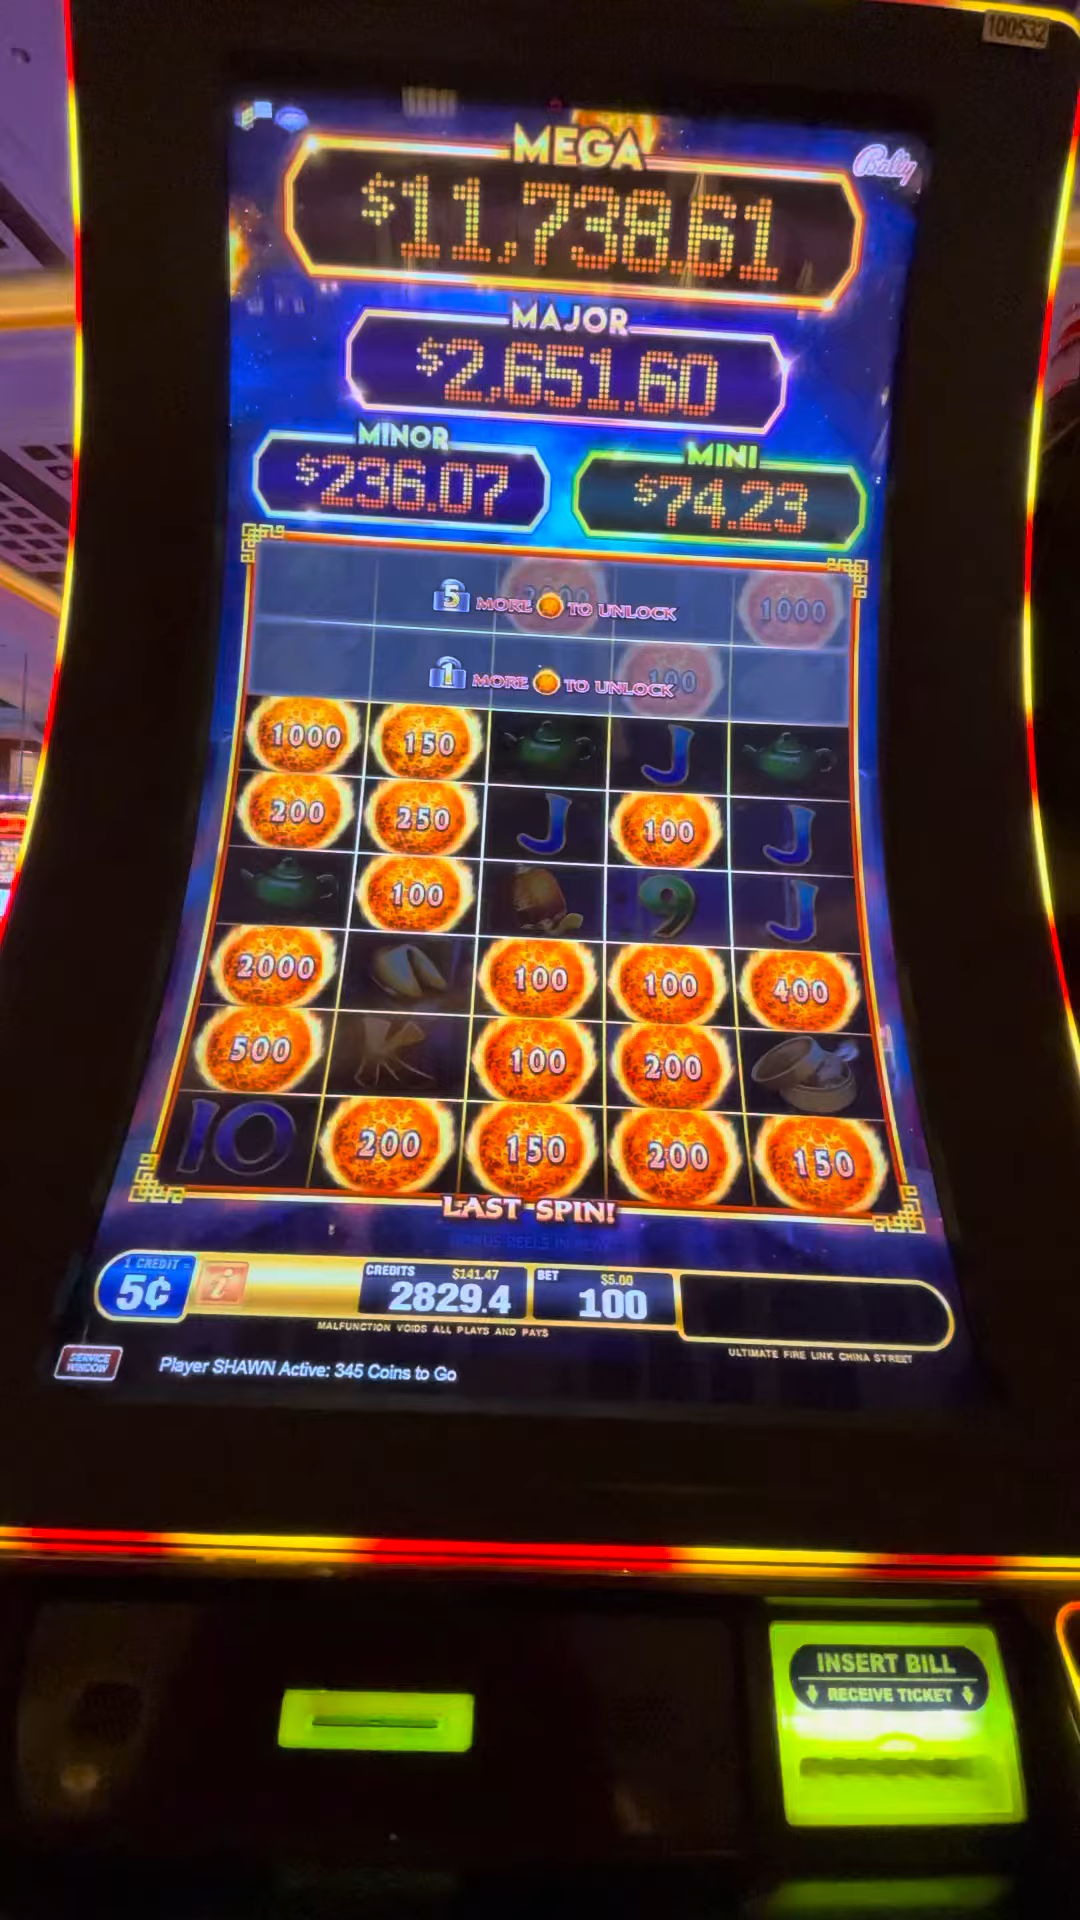 100532
MEGA
Bally
$11,738.61
MAJOR
$2,651.60
MINOR
MINI
$236.07
$74.23
5 MORE TO UNLOCK
1000
1 MORE TO UNLOCK
100
1000 150 J
200 250 J 100 J
100 9 J
2000 100 100 400
500 K 100 200
10 200 150 200 150
LAST SPIN!
1 CREDIT =
5¢
i
CREDITS $141.47
2829.4
BET $5.00
100
MALFUNCTION VOIDS ALL PLAYS AND PAYS
ULTIMATE FIRE LINK CHINA STREET
SERVICE
WINDOW
Player SHAWN Active: 345 Coins to Go
INSERT BILL
RECEIVE TICKET